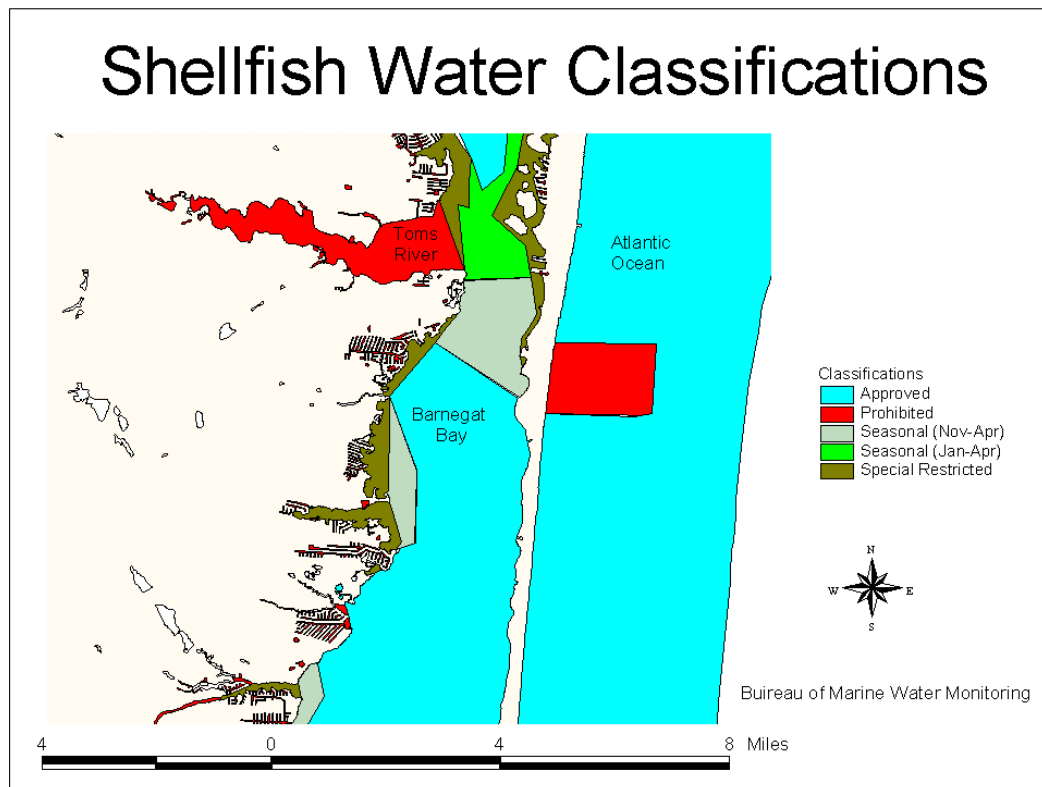 Shellfish Water Classifications
Toms
River
Atlantic
Ocean
Barnegat
Bay
Classifications
Approved
Prohibited
Seasonal (Nov-Apr)
Seasonal (Jan-Apr)
Special Restricted
N
W E
S
Buireau of Marine Water Monitoring
4 0 4 8 Miles